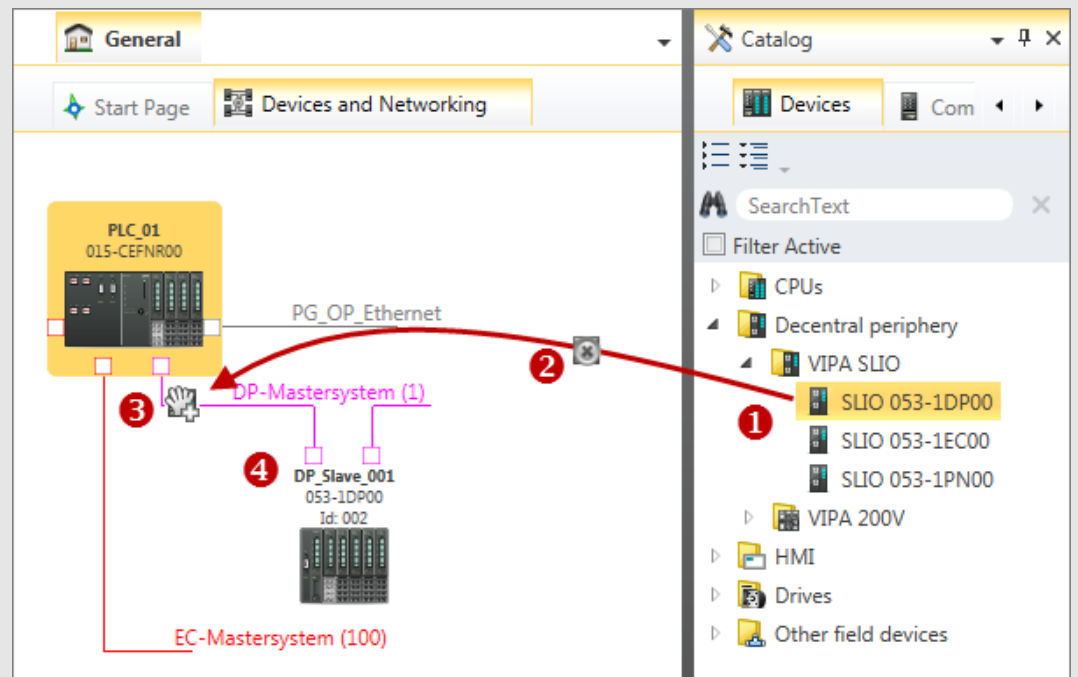 General
Start Page
Devices and Networking
PLC_01
015-CEFNR00
PG_OP_Ethernet
2
3
DP-Mastersystem (1)
4
DP_Slave_001
053-1DP00
Id: 002
EC-Mastersystem (100)
Catalog
Devices
Com
SearchText
Filter Active
CPUs
Decentral periphery
VIPA SLIO
1
SLIO 053-1DP00
SLIO 053-1EC00
SLIO 053-1PN00
VIPA 200V
HMI
Drives
Other field devices